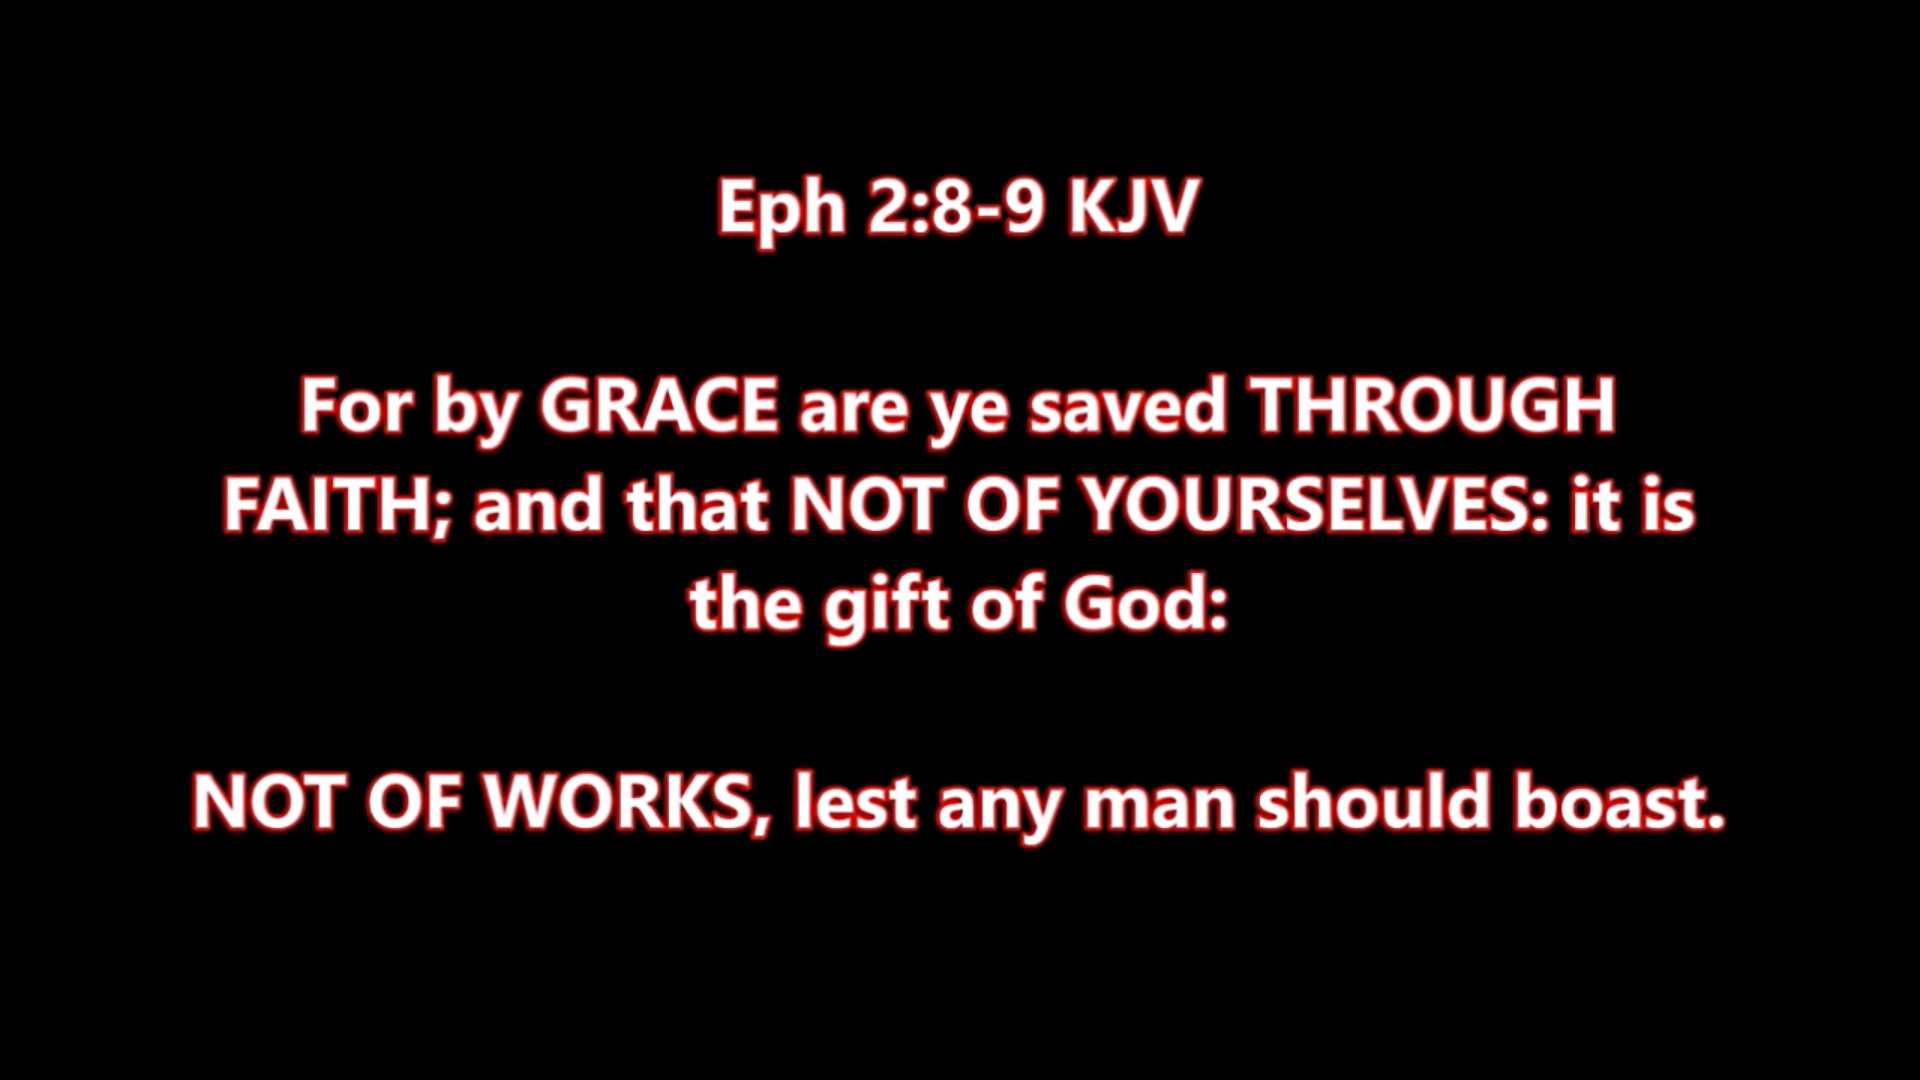 Eph 2:8-9 KJV
For by GRACE are ye saved THROUGH
FAITH; and that NOT OF YOURSELVES: it is
the gift of God:
NOT OF WORKS, lest any man should boast.